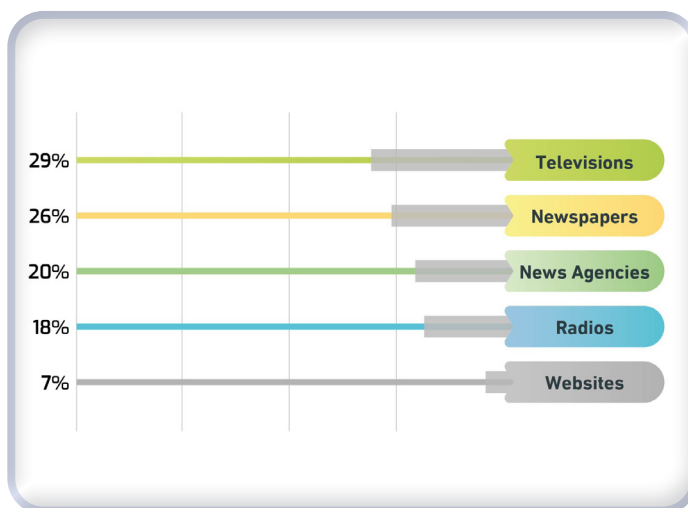 29% Televisions
26% Newspapers
20% News Agencies
18% Radios
7% Websites